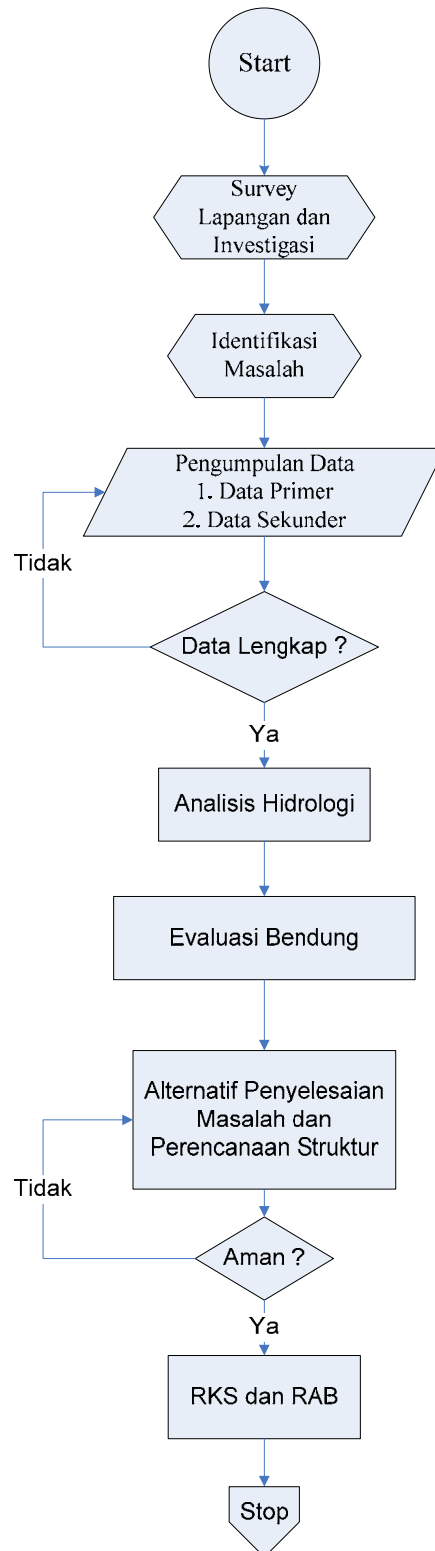 Start
Survey
Lapangan dan
Investigasi
Identifikasi
Masalah
Pengumpulan Data
1. Data Primer
2. Data Sekunder
Tidak
Data Lengkap ?
Ya
Analisis Hidrologi
Evaluasi Bendung
Alternatif Penyelesaian
Masalah dan
Perencanaan Struktur
Tidak
Aman ?
Ya
RKS dan RAB
Stop